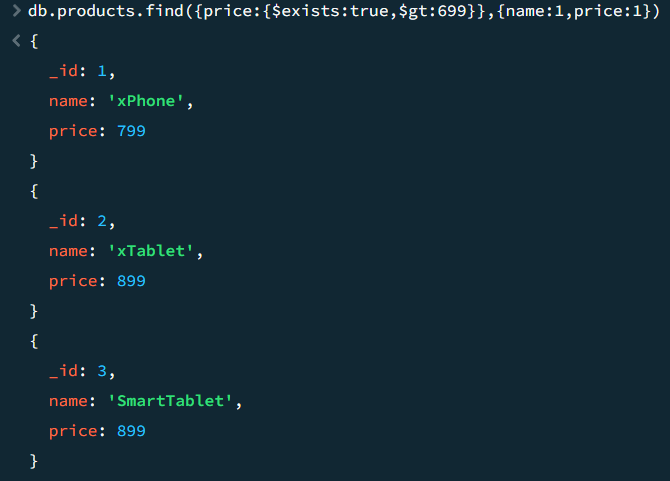 > db.products.find({price:{$exists:true,$gt:699}},{name:1,price:1})
< {
_id: 1,
name: 'xPhone',
price: 799
}
{
_id: 2,
name: 'xTablet',
price: 899
}
{
_id: 3,
name: 'SmartTablet',
price: 899
}